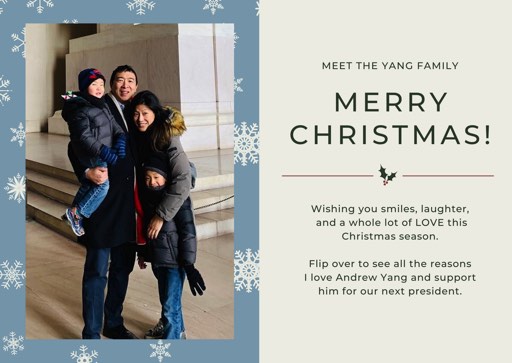 MEET THE YANG FAMILY
MERRY
CHRISTMAS!
Wishing you smiles, laughter,
and a whole lot of LOVE this
Christmas season.
Flip over to see all the reasons
I love Andrew Yang and support
him for our next president.